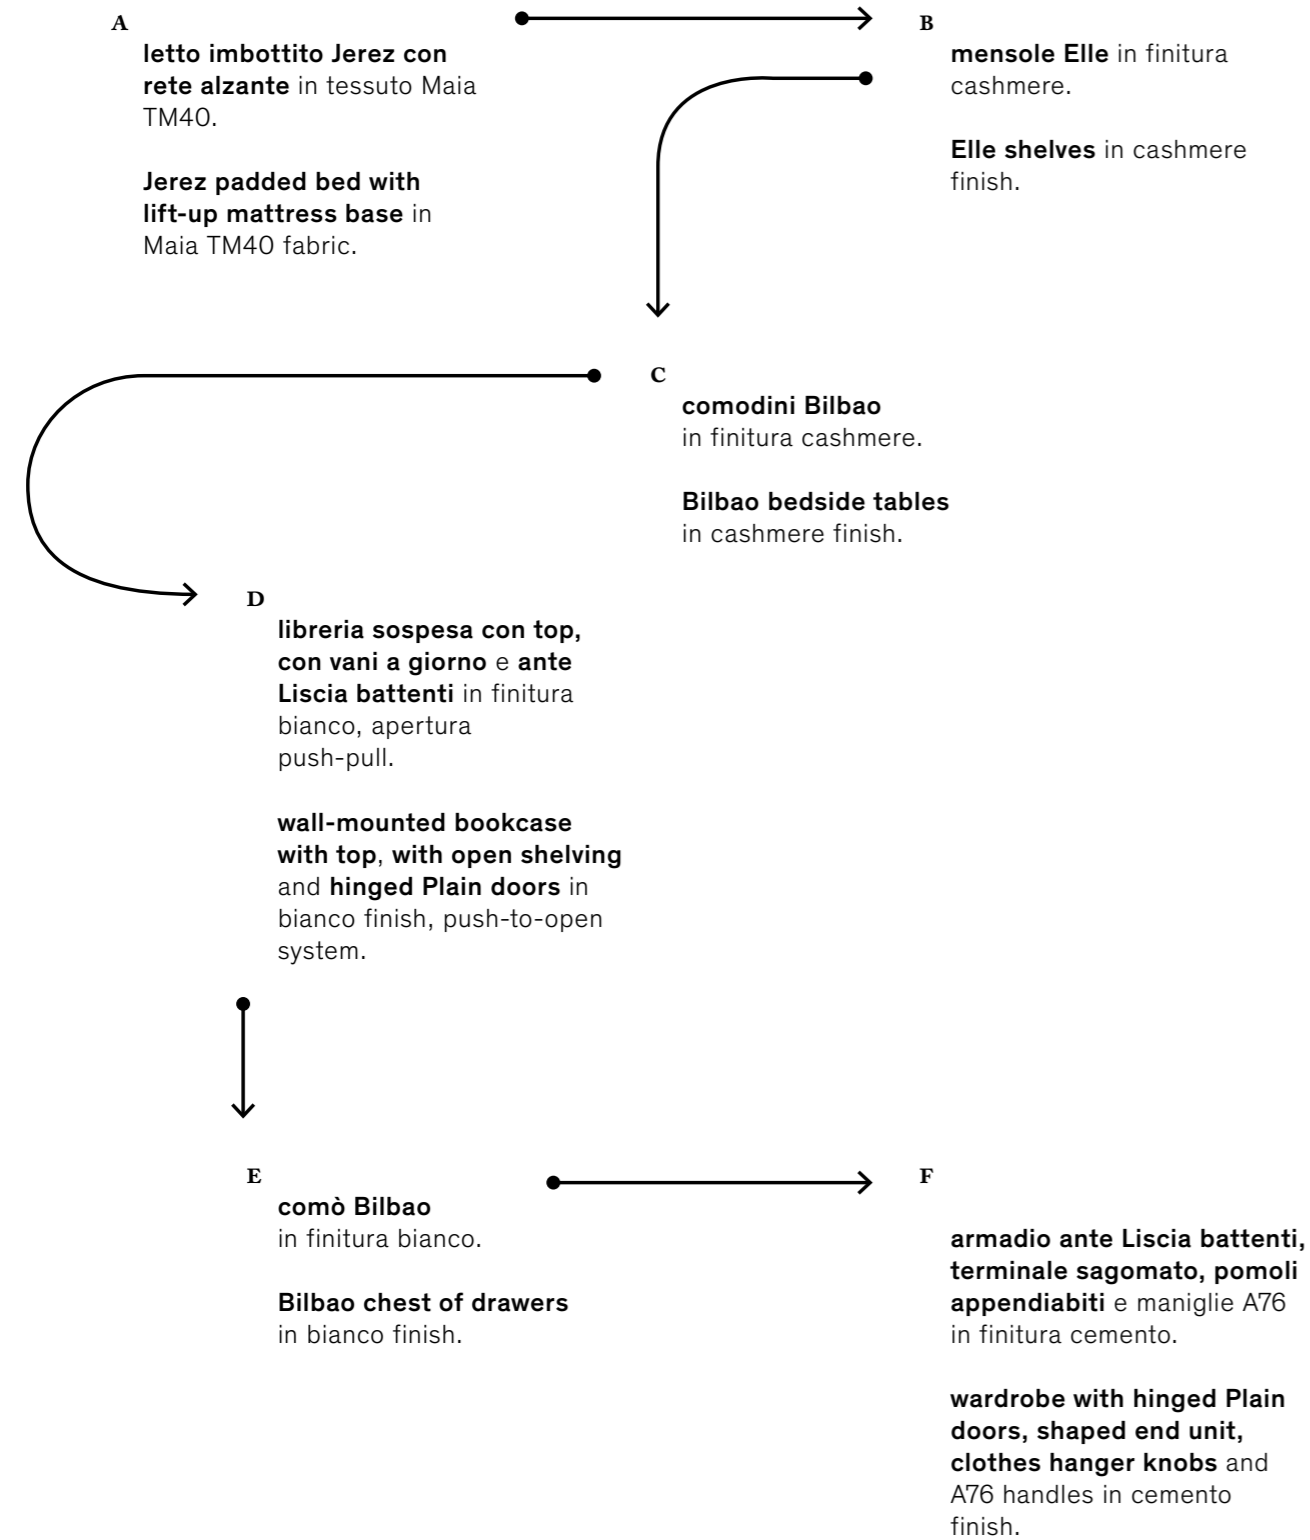 A
letto imbottito Jerez con
rete alzante in tessuto Maia
TM40.
Jerez padded bed with
lift-up mattress base in
Maia TM40 fabric.
B
mensole Elle in finitura
cashmere.
Elle shelves in cashmere
finish.
C
comodini Bilbao
in finitura cashmere.
Bilbao bedside tables
in cashmere finish.
D
libreria sospesa con top,
con vani a giorno e ante
Liscia battenti in finitura
bianco, apertura
push-pull.
wall-mounted bookcase
with top, with open shelving
and hinged Plain doors in
bianco finish, push-to-open
system.
E
comò Bilbao
in finitura bianco.
Bilbao chest of drawers
in bianco finish.
F
armadio ante Liscia battenti,
terminale sagomato, pomoli
appendiabiti e maniglie A76
in finitura cemento.
wardrobe with hinged Plain
doors, shaped end unit,
clothes hanger knobs and
A76 handles in cemento
finish.